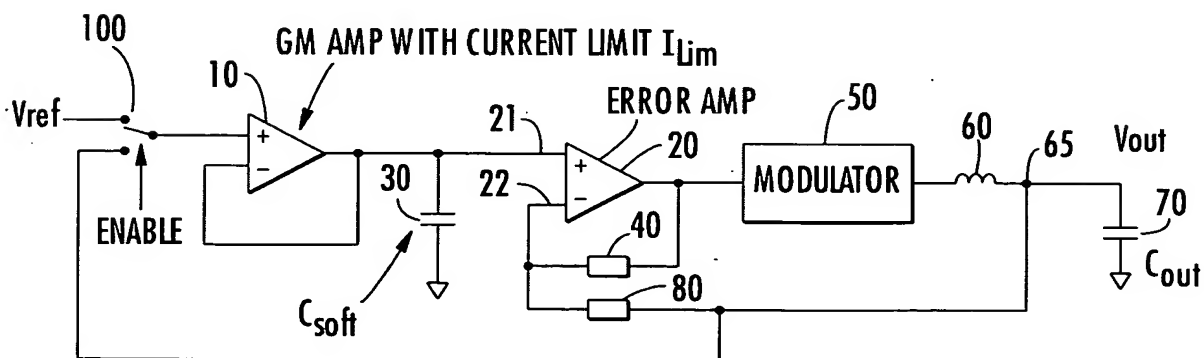 100
GM AMP WITH CURRENT LIMIT ILim
10
Vref
+
−
ENABLE
30
Csoft
21
22
ERROR AMP
20
+
−
40
80
50
MODULATOR
60
65
Vout
70
Cout